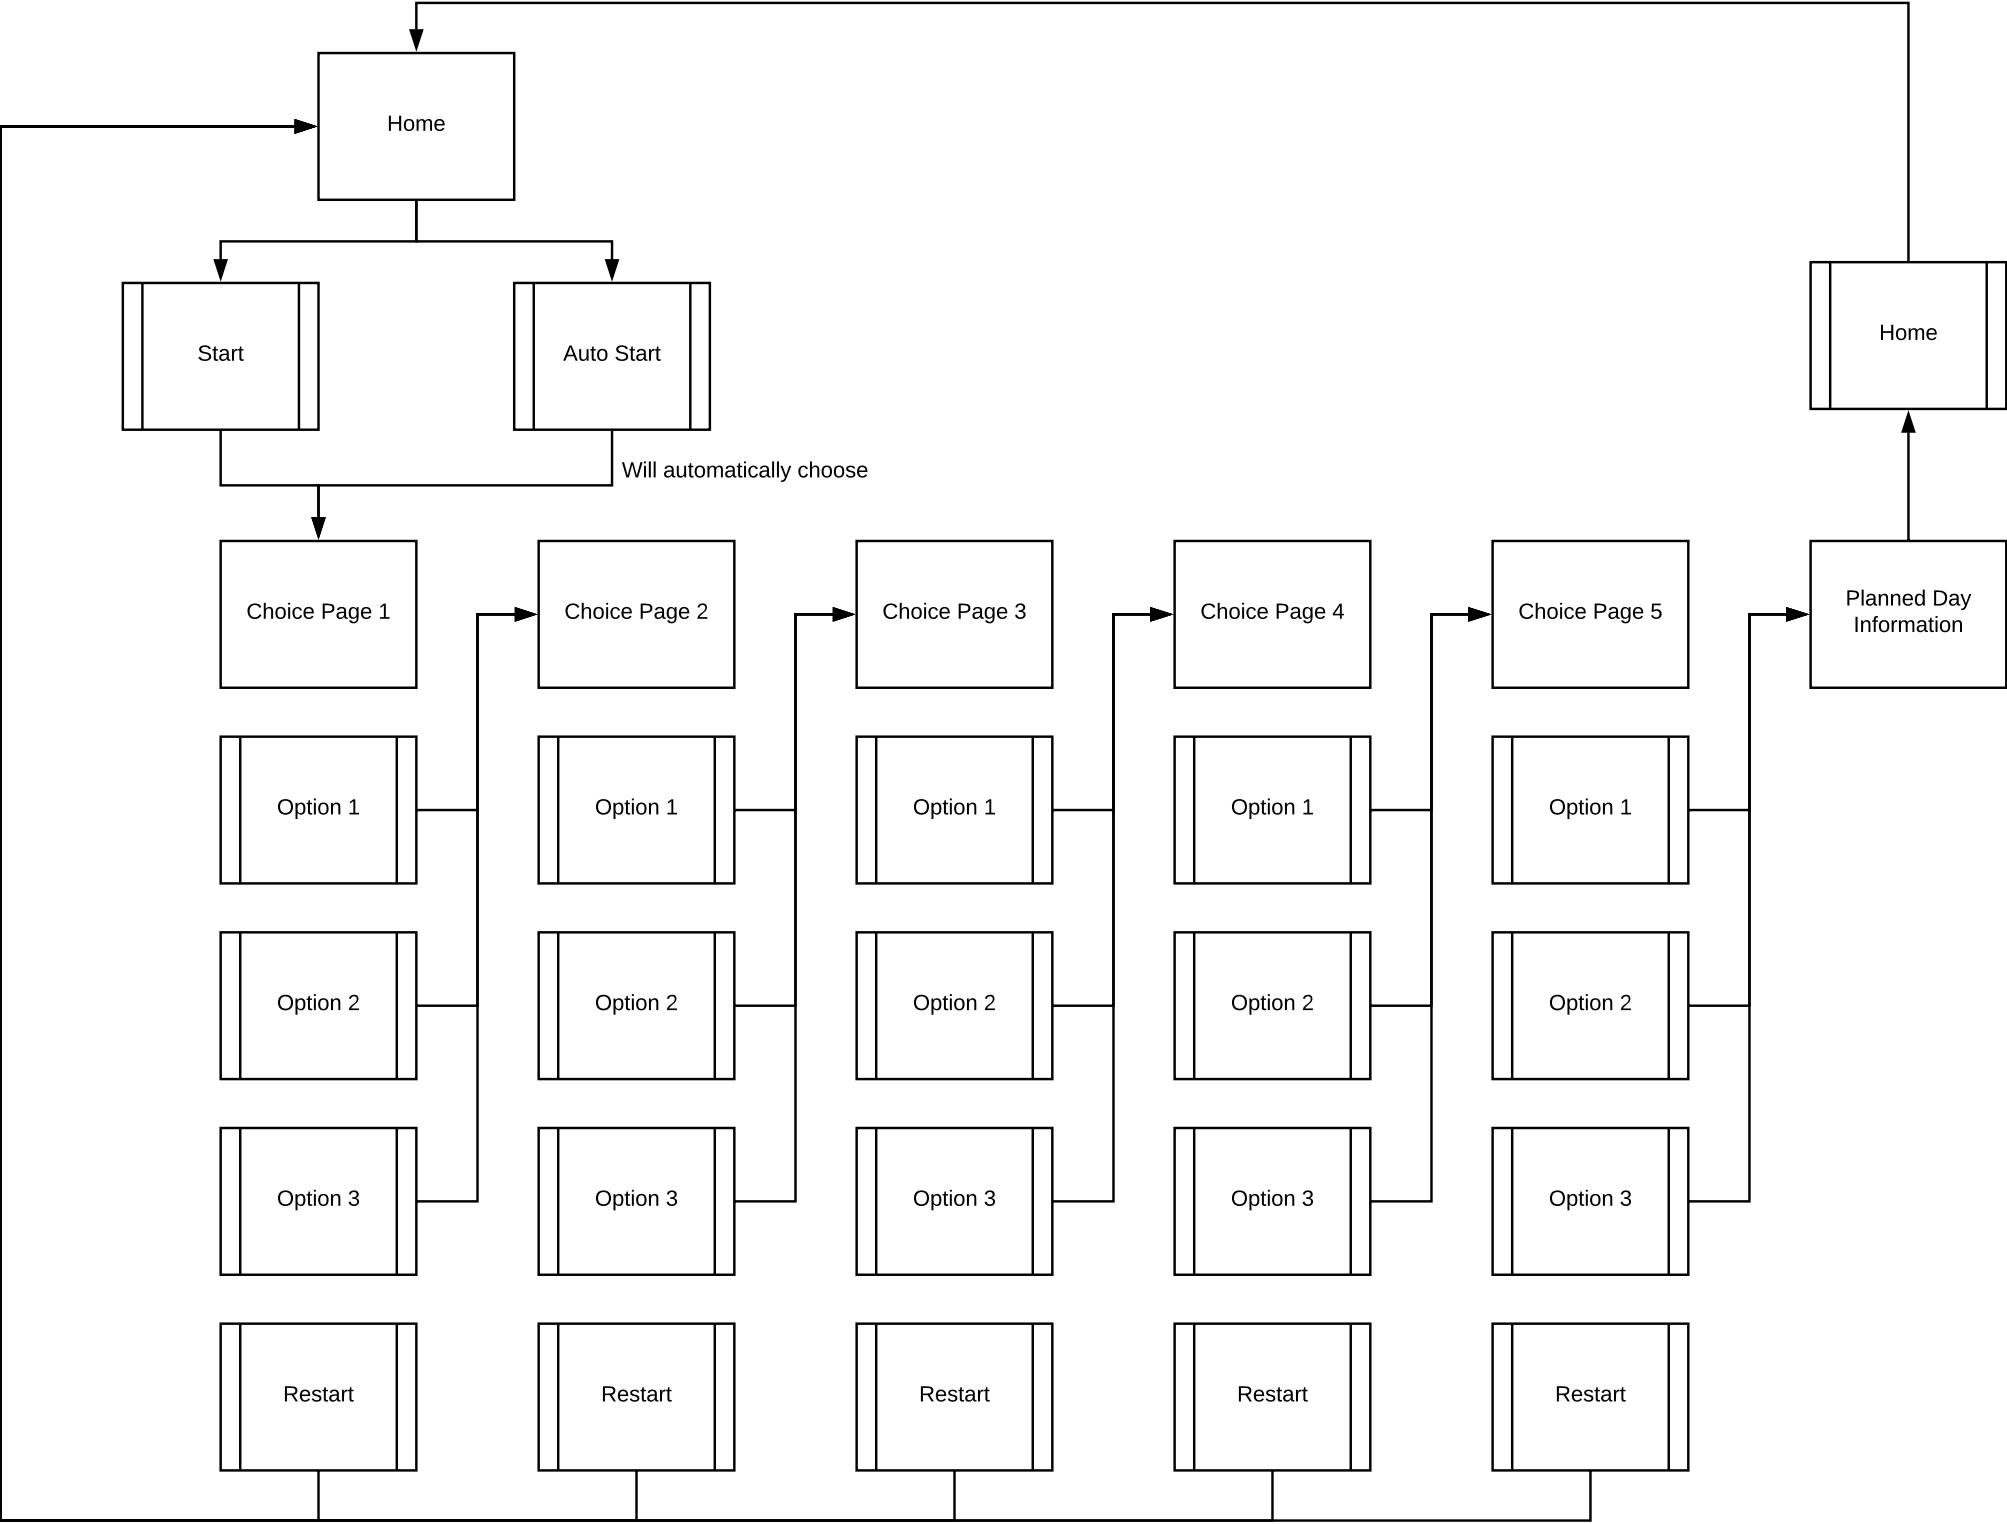 Home
Start
Auto Start
Home
Will automatically choose
Choice Page 1
Choice Page 2
Choice Page 3
Choice Page 4
Choice Page 5
Planned Day
Information
Option 1
Option 1
Option 1
Option 1
Option 1
Option 2
Option 2
Option 2
Option 2
Option 2
Option 3
Option 3
Option 3
Option 3
Option 3
Restart
Restart
Restart
Restart
Restart